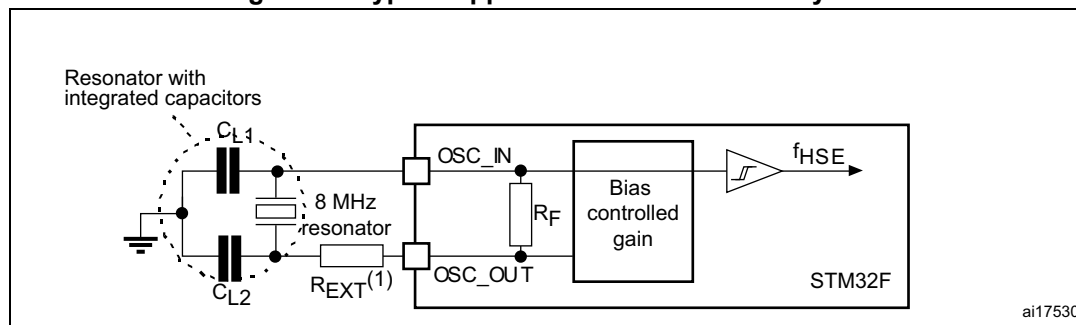 Resonator with
integrated capacitors
CL1
OSC_IN
fHSE
8 MHz
resonator
RF
Bias
controlled
gain
REXT(1)
OSC_OUT
STM32F
CL2
ai17530